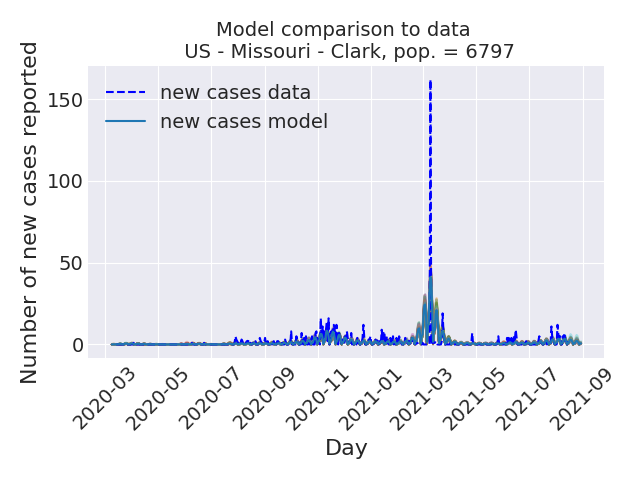 Model comparison to data
US - Missouri - Clark, pop. = 6797
Number of new cases reported
150
100
50
0
new cases data
new cases model
2020-03
2020-05
2020-07
2020-09
2020-11
2021-01
2021-03
2021-05
2021-07
2021-09
Day